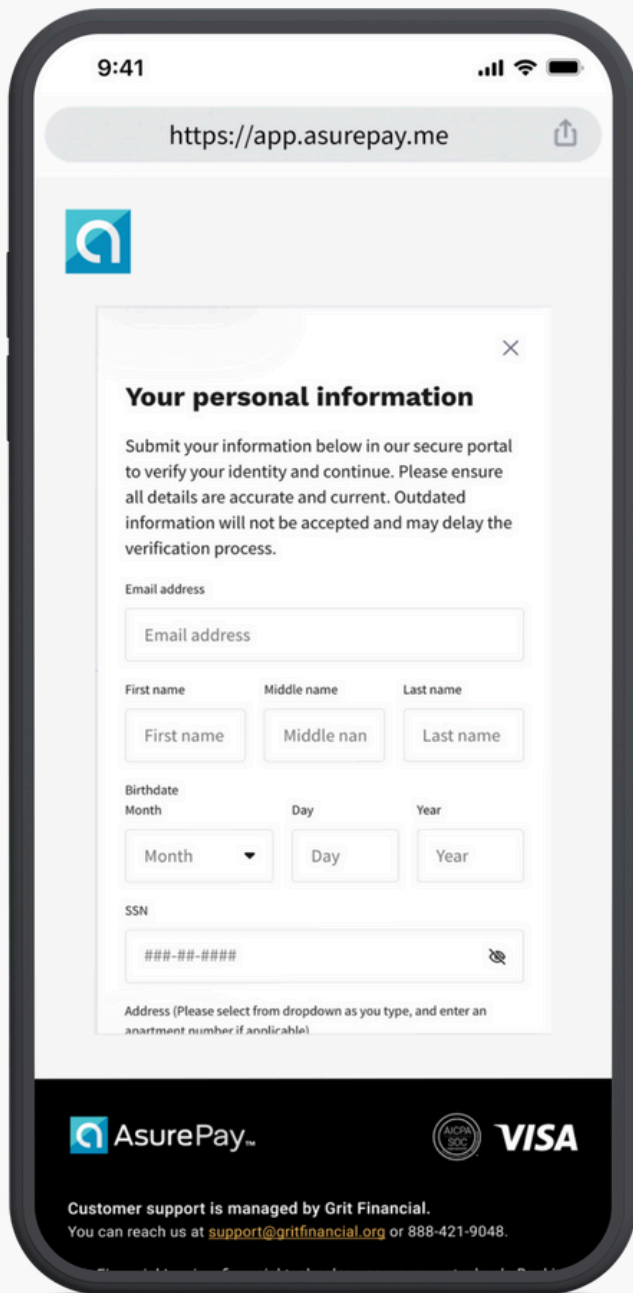 9:41
https://app.asurepay.me
Your personal information
Submit your information below in our secure portal
to verify your identity and continue. Please ensure
all details are accurate and current. Outdated
information will not be accepted and may delay the
verification process.
Email address
Email address
First name Middle name Last name
First name Middle nan Last name
Birthdate
Month Day Year
Month Day Year
SSN
###-##-####
Address (Please select from dropdown as you type, and enter an
apartment number if applicable)
AsurePay™
AICPA
SOC
VISA
Customer support is managed by Grit Financial.
You can reach us at support@gritfinancial.org or 888-421-9048.